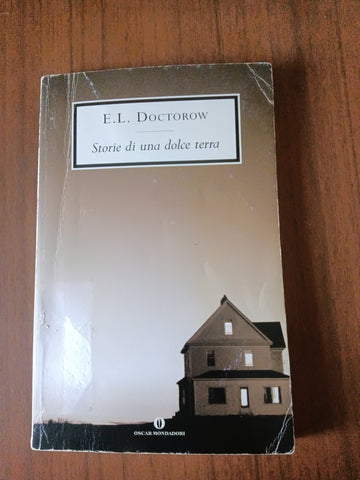 E.L. DOCTOROW
Storie di una dolce terra
OSCAR MONDADORI